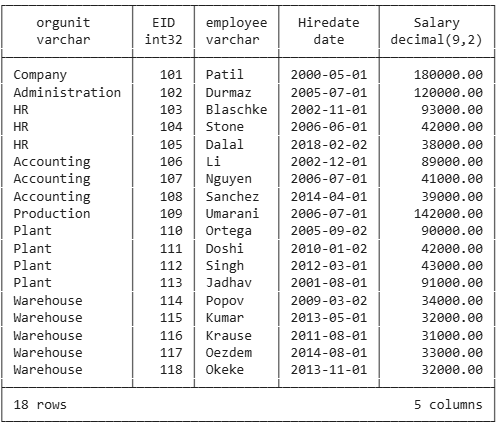 orgunit EID employee Hiredate Salary
varchar int32 varchar date decimal(9,2)
Company 101 Patil 2000-05-01 180000.00
Administration 102 Durmaz 2005-07-01 120000.00
HR 103 Blaschke 2002-11-01 93000.00
HR 104 Stone 2006-06-01 42000.00
HR 105 Dalal 2018-02-02 38000.00
Accounting 106 Li 2002-12-01 89000.00
Accounting 107 Nguyen 2006-07-01 41000.00
Accounting 108 Sanchez 2014-04-01 39000.00
Production 109 Umarani 2006-07-01 142000.00
Plant 110 Ortega 2005-09-02 90000.00
Plant 111 Doshi 2010-01-02 42000.00
Plant 112 Singh 2012-03-01 43000.00
Plant 113 Jadhav 2001-08-01 91000.00
Warehouse 114 Popov 2009-03-02 34000.00
Warehouse 115 Kumar 2013-05-01 32000.00
Warehouse 116 Krause 2011-08-01 31000.00
Warehouse 117 Oezdem 2014-08-01 33000.00
Warehouse 118 Okeke 2013-11-01 32000.00
18 rows 5 columns